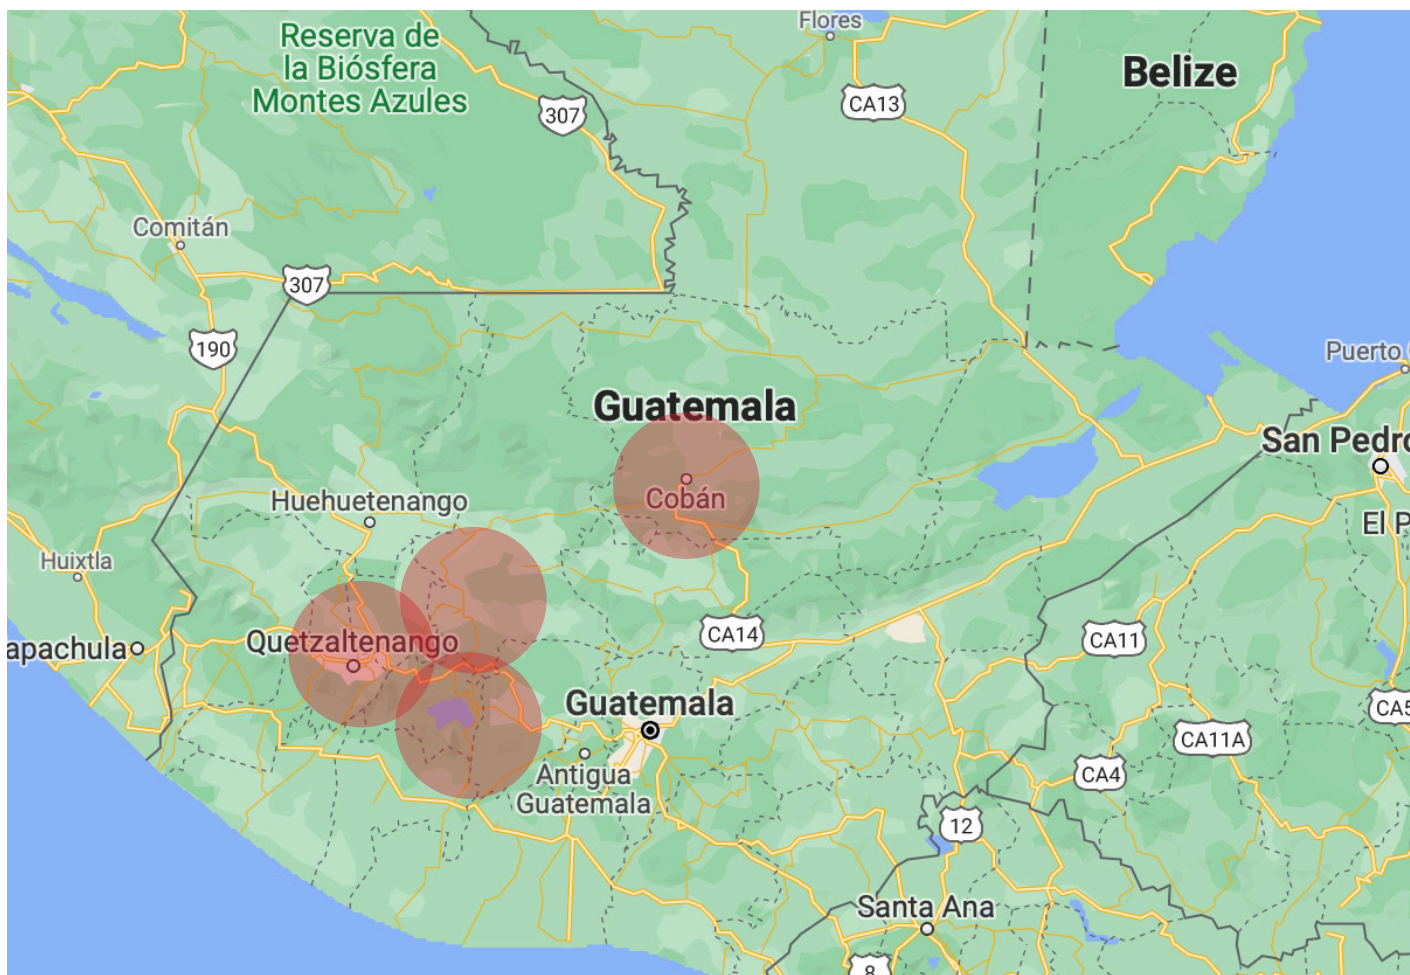 Flores
Reserva de
la Biósfera
Montes Azules
Belize
CA13
307
Comitán
307
190
Puerto
Guatemala
San Pedro
Cobán
Huehuetenango
El P
Huixtla
CA14
CA11
Quetzaltenango
apachula
Guatemala
CA5
CA11A
Antigua
Guatemala
CA4
12
Santa Ana
8